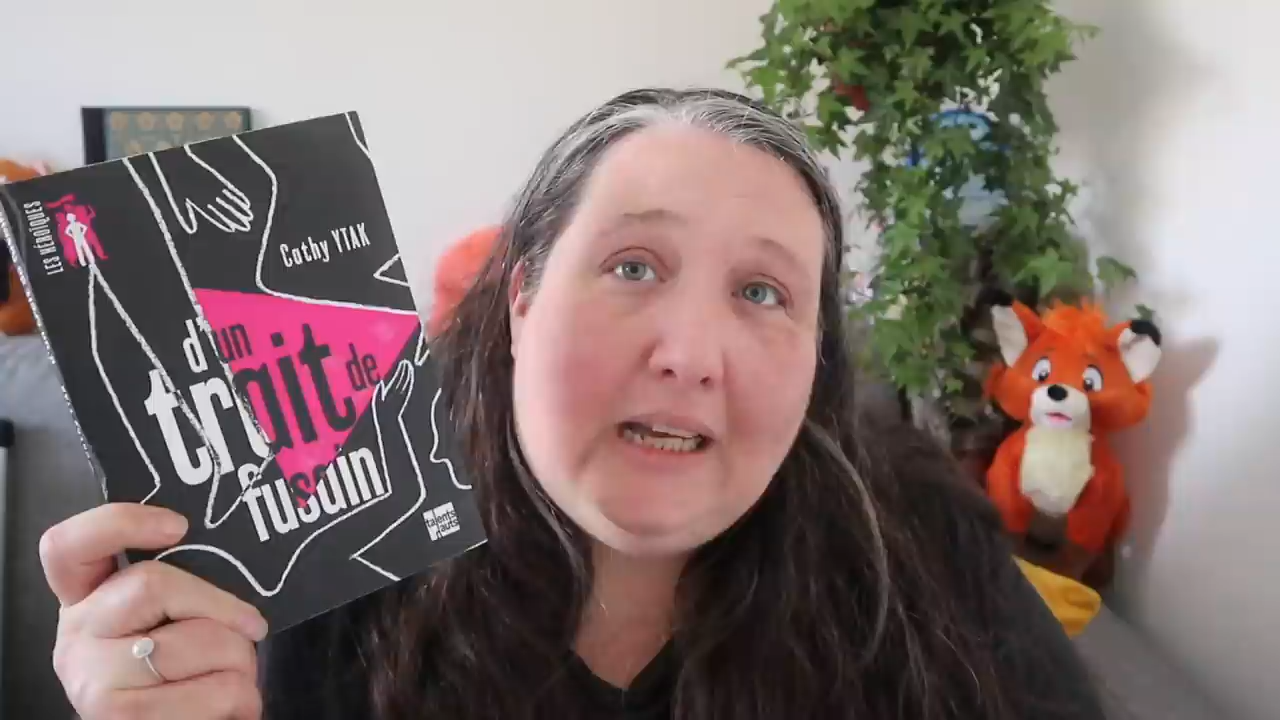 LES HÉROÏQUES
Cathy YTAK
d'un
trait de
fusain
talents
hauts